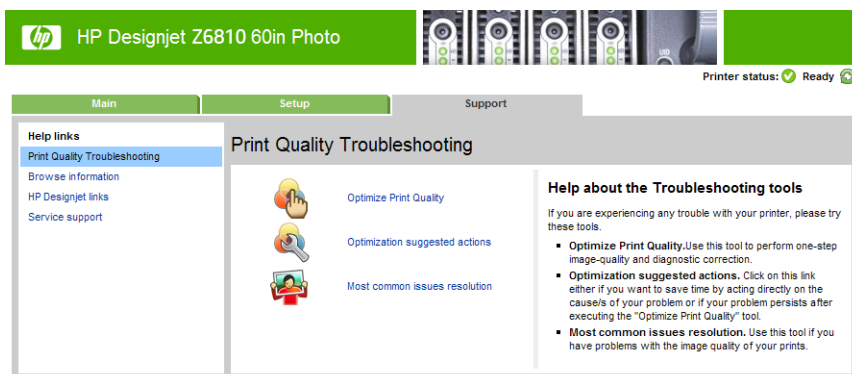 hp HP Designjet Z6810 60in Photo
UID
Printer status: Ready
Main Setup Support
Help links
Print Quality Troubleshooting
Browse information
HP Designjet links
Service support
Print Quality Troubleshooting
Optimize Print Quality
Optimization suggested actions
Most common issues resolution
Help about the Troubleshooting tools
If you are experiencing any trouble with your printer, please try
these tools.
Optimize Print Quality.Use this tool to perform one-step
image-quality and diagnostic correction.
Optimization suggested actions. Click on this link
either if you want to save time by acting directly on the
cause/s of your problem or if your problem persists after
executing the "Optimize Print Quality" tool.
Most common issues resolution. Use this tool if you
have problems with the image quality of your prints.